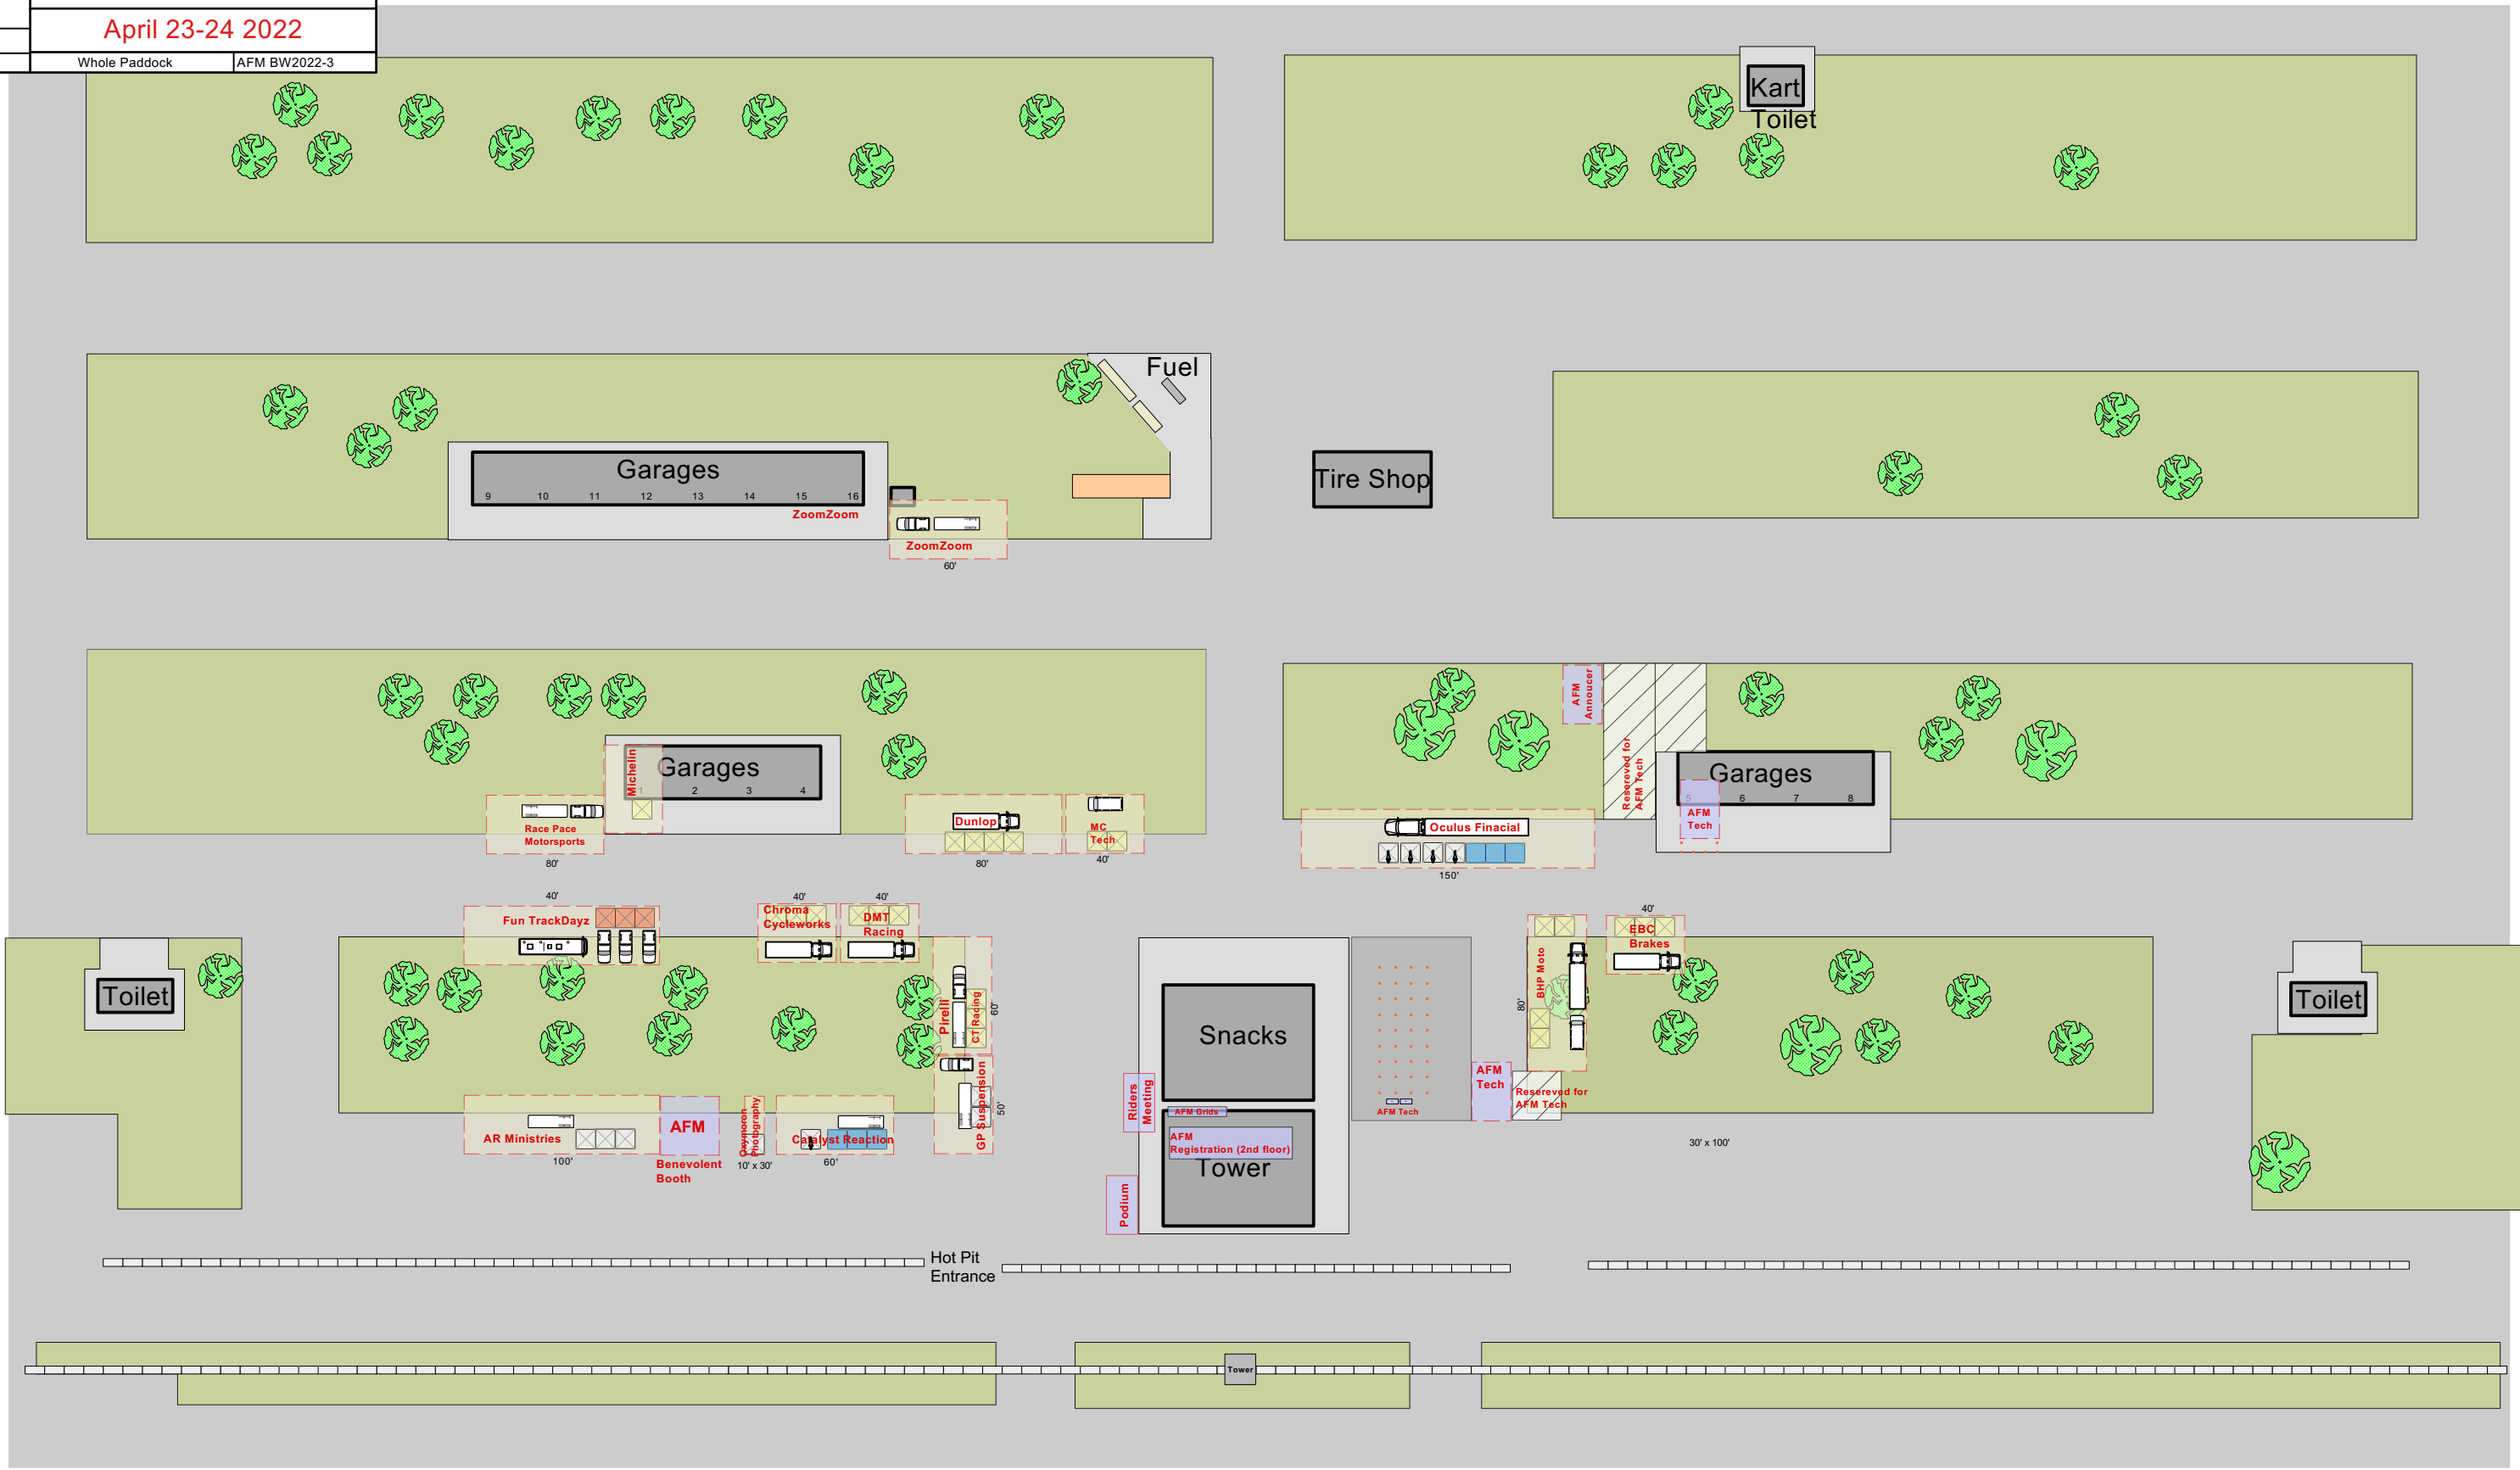 April 23-24 2022
Whole Paddock
AFM BW2022-3
Kart
Toilet
Fuel
Garages
9 10 11 12 13 14 15 16
ZoomZoom
ZoomZoom
60'
Tire Shop
Michelin
Garages
1 2 3 4
Race Pace
Motorsports
80'
Dunlop
80'
MC
Tech
40'
AFM
Annoucer
Resereved for
AFM Tech
Oculus Finacial
150'
Garages
5 6 7 8
AFM
Tech
40'
Fun TrackDayz
40'
Chroma
Cycleworks
40'
DMT
Racing
Toilet
Pirelli
CT Racing
60'
GP Suspension
50'
AR Ministries
100'
AFM
Benevolent
Booth
Oxymoron
Photography
10' x 30'
Catalyst Reaction
60'
Snacks
Riders
Meeting
AFM Grids
AFM
Registration (2nd floor)
Tower
Podium
AFM Tech
AFM
Tech
BHP Moto
80'
40'
EBC
Brakes
Resereved for
AFM Tech
30' x 100'
Toilet
Hot Pit
Entrance
Tower